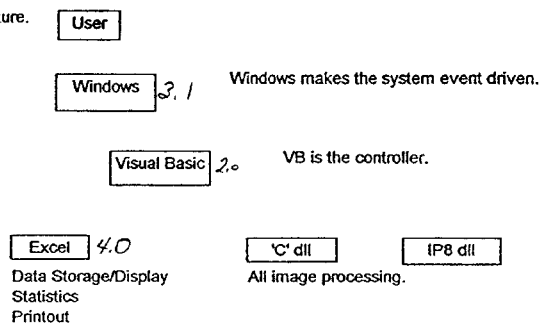 ture.
User
Windows 3.1 Windows makes the system event driven.
Visual Basic 2.0 VB is the controller.
Excel 4.0 'C' dll IP8 dll
Data Storage/Display All image processing.
Statistics
Printout